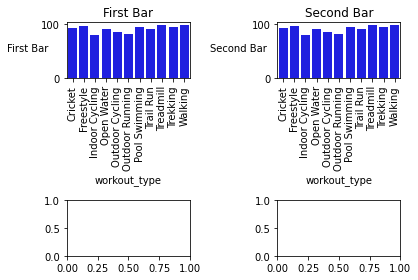 First Bar
Second Bar
100
0
First Bar
100
0
Second Bar
Cricket
Freestyle
Indoor Cycling
Open Water
Outdoor Cycling
Outdoor Running
Pool Swimming
Trail Run
Treadmill
Trekking
Walking
Cricket
Freestyle
Indoor Cycling
Open Water
Outdoor Cycling
Outdoor Running
Pool Swimming
Trail Run
Treadmill
Trekking
Walking
workout_type
workout_type
1.0
0.5
0.0
0.00 0.25 0.50 0.75 1.00
1.0
0.5
0.0
0.00 0.25 0.50 0.75 1.00